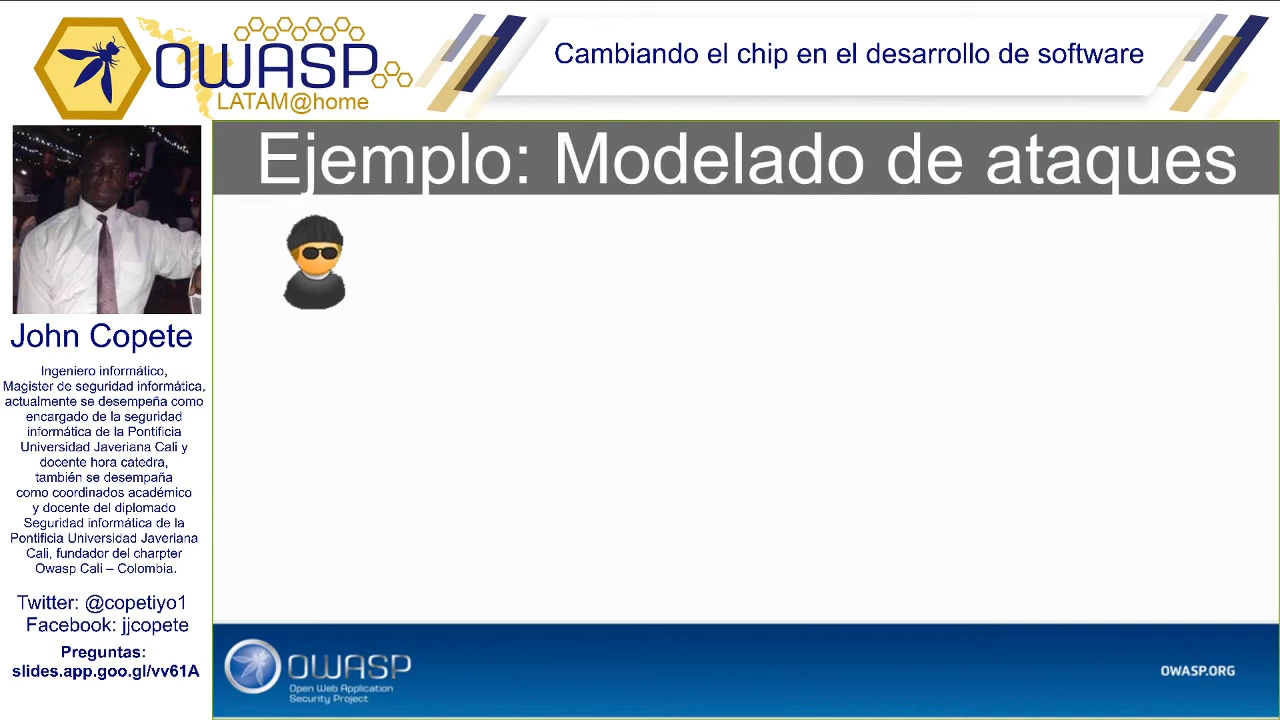 OWASP
LATAM@home
Cambiando el chip en el desarrollo de software
Ejemplo: Modelado de ataques
John Copete
Ingeniero informático,
Magister de seguridad informática,
actualmente se desempeña como
encargado de la seguridad
informática de la Pontificia
Universidad Javeriana Cali y
docente hora catedra,
también se desempaña
como coordinados académico
y docente del diplomado
Seguridad informática de la
Pontificia Universidad Javeriana
Cali, fundador del charpter
Owasp Cali – Colombia.
Twitter: @copetiyo1
Facebook: jjcopete
Preguntas:
slides.app.goo.gl/vv61A
OWASP
Open Web Application
Security Project
OWASP.ORG